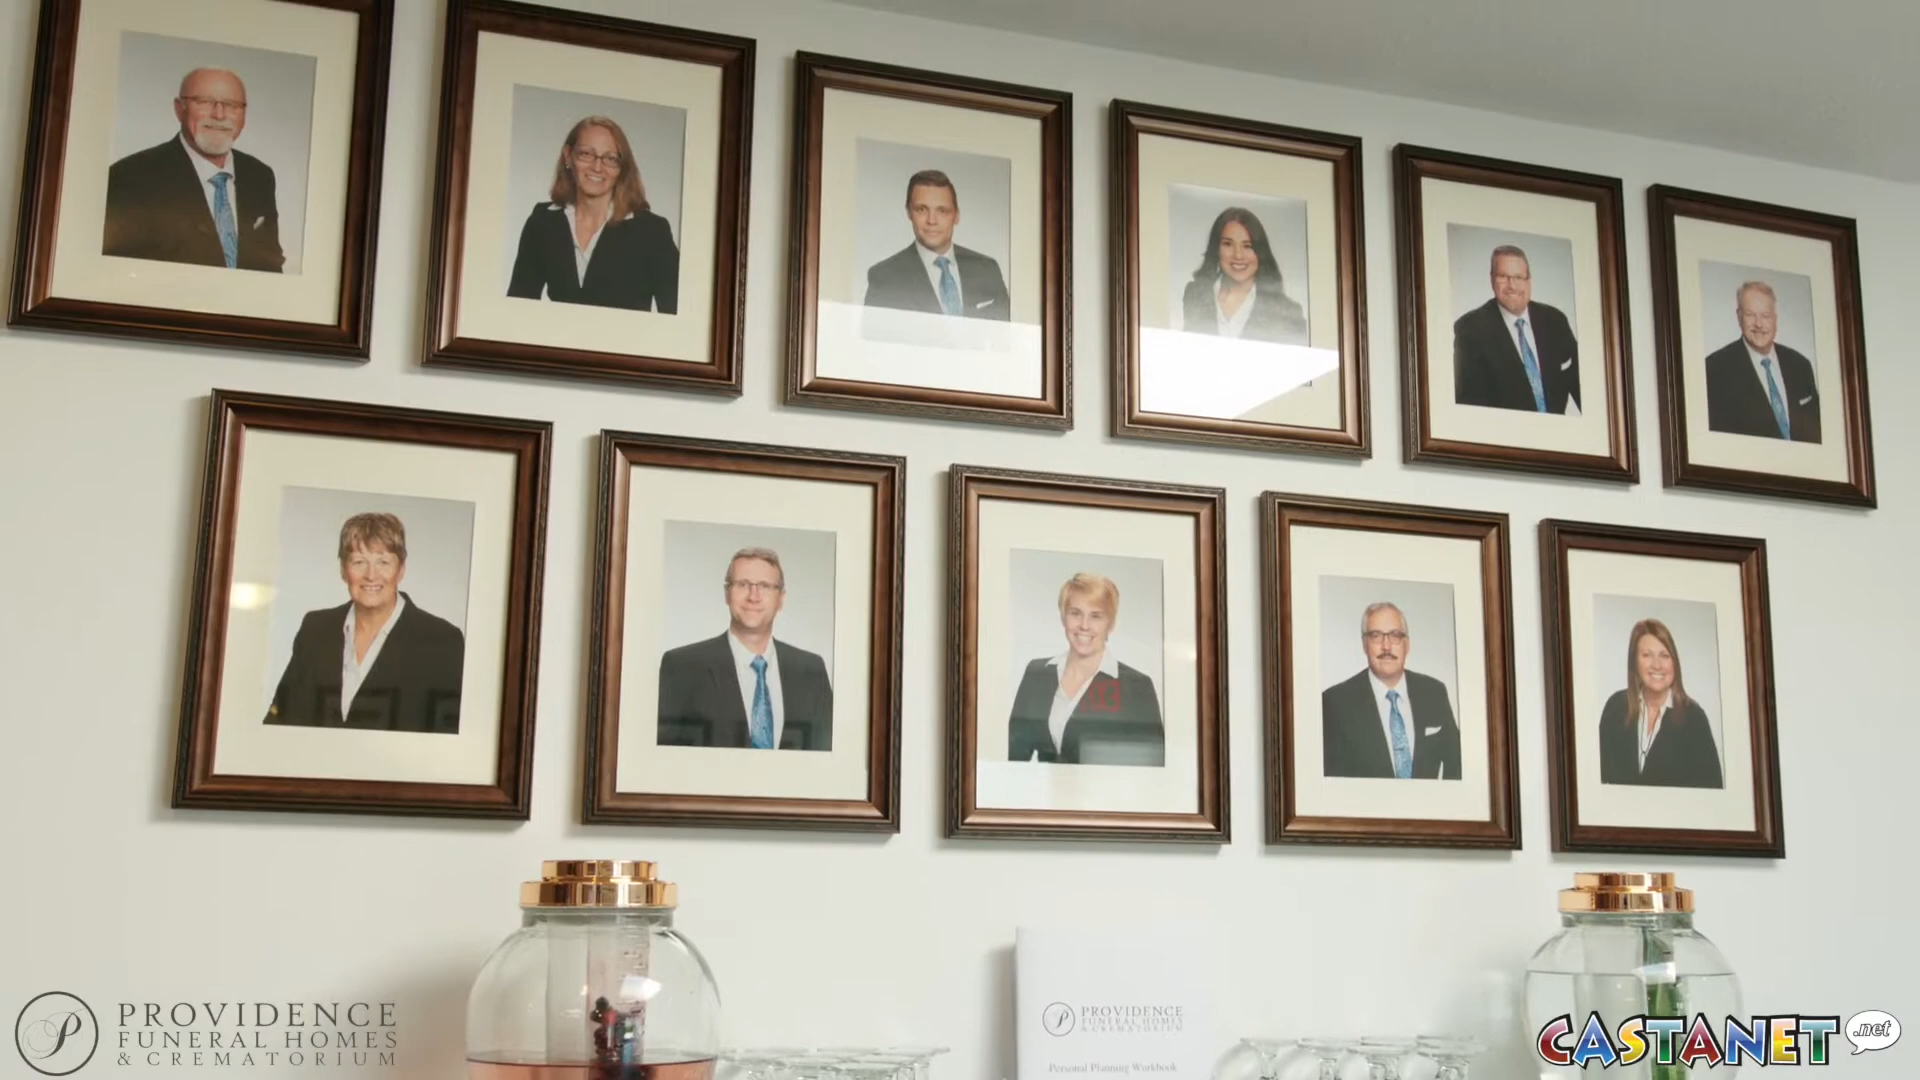 PROVIDENCE
FUNERAL HOMES
& CREMATORIUM
PROVIDENCE
FUNERAL HOMES
& CREMATORIUM
Personal Planning Workbook
CASTANET
.net